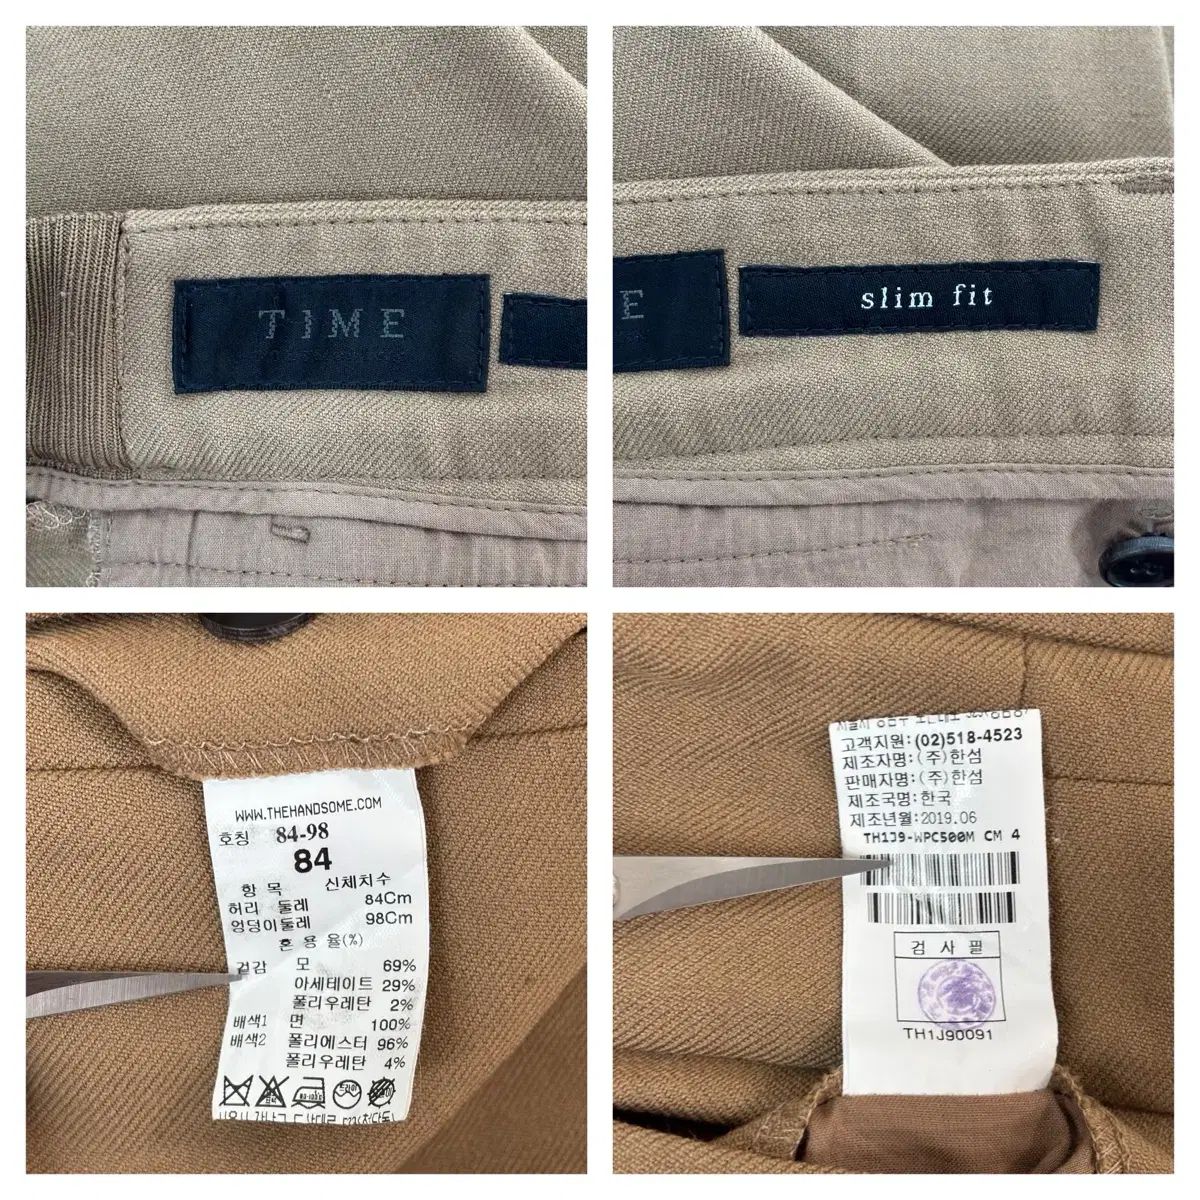 TIME
E
slim fit
WWW.THEHANDSOME.COM
호칭 84-98
84
항 목 신체치수
허리 둘레 84Cm
엉덩이둘레 98Cm
혼 용 율(%)
겉감 모 69%
아세테이트 29%
폴리우레탄 2%
배색1 면 100%
배색2 폴리에스터 96%
폴리우레탄 4%
드라이
고객지원:(02)518-4523
제조자명:(주)한섬
판매자명:(주)한섬
제조국명:한국
제조년월:2019.06
TH1J9-WPC500M CM 4
검 사 필
TH1J90091